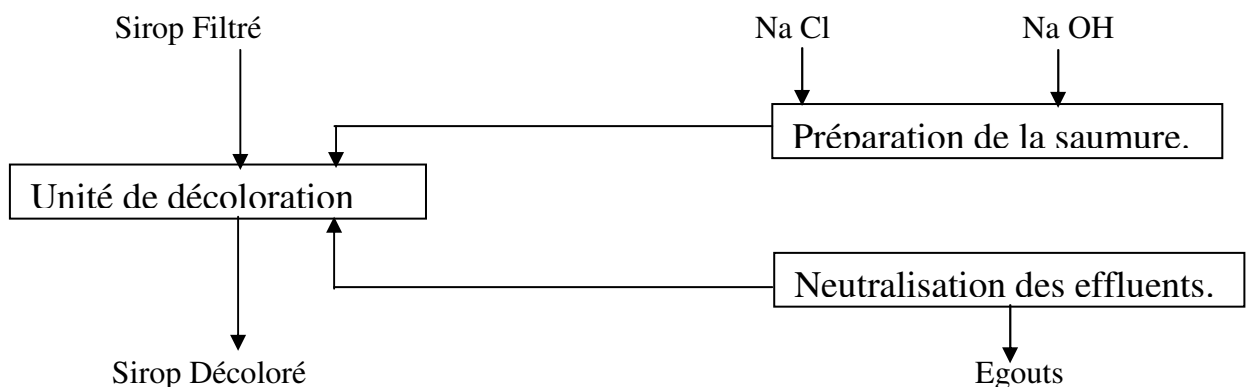 Sirop Filtré
Na Cl
Na OH
Préparation de la saumure.
Unité de décoloration
Neutralisation des effluents.
Sirop Décoloré
Egouts